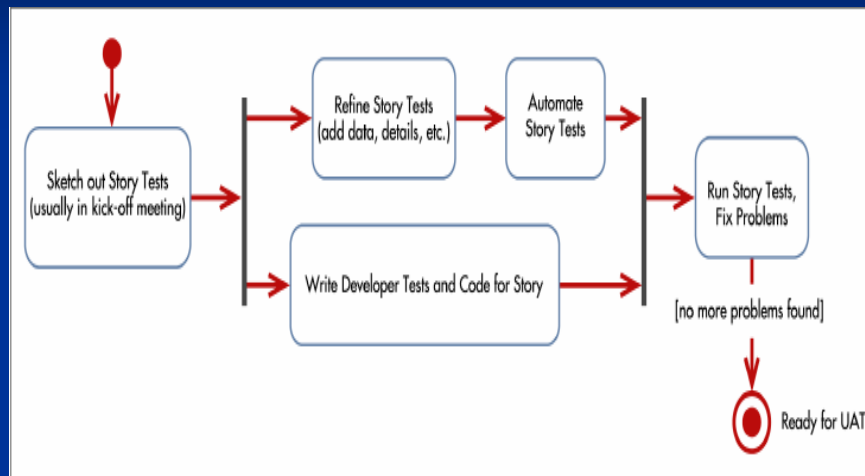 Sketch out Story Tests
(usually in kick-off meeting)
Refine Story Tests
(add data, details, etc.)
Automate
Story Tests
Write Developer Tests and Code for Story
Run Story Tests,
Fix Problems
[no more problems found]
Ready for UAT